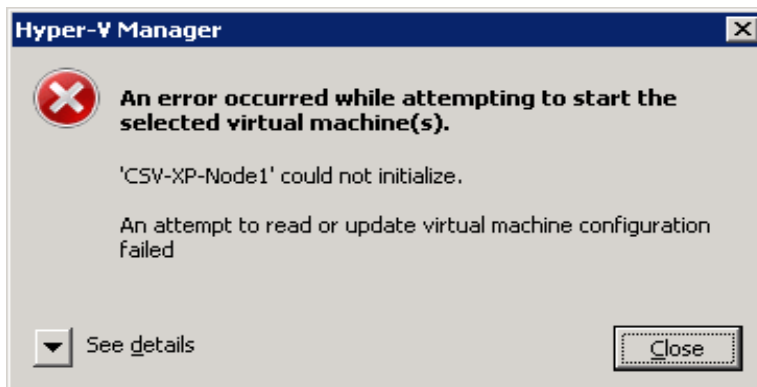 Hyper-V Manager
An error occurred while attempting to start the
selected virtual machine(s).
'CSV-XP-Node1' could not initialize.
An attempt to read or update virtual machine configuration
failed
See details
Close